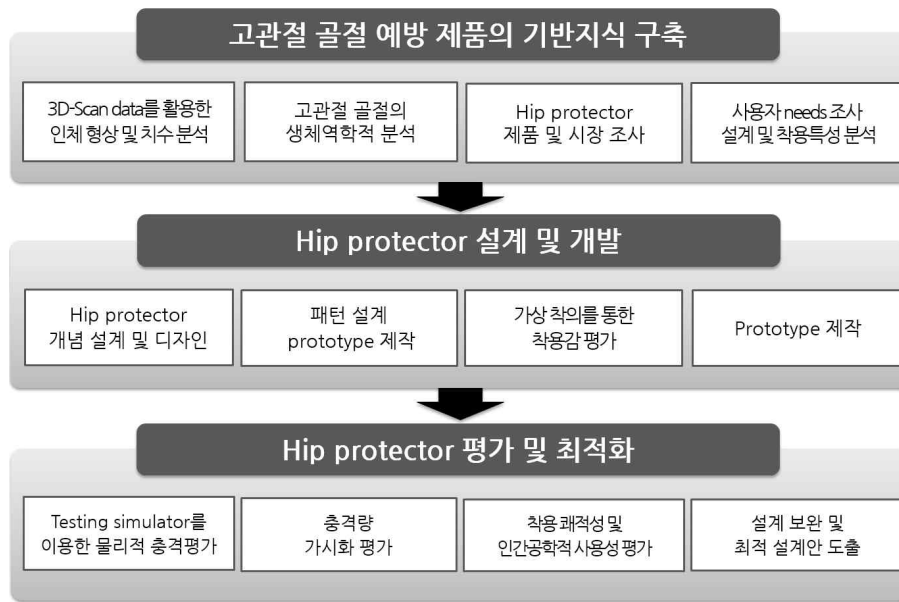 고관절 골절 예방 제품의 기반지식 구축
3D-Scan data를 활용한
인체 형상 및 치수 분석
고관절 골절의
생체역학적 분석
Hip protector
제품 및 시장 조사
사용자 needs 조사
설계 및 착용특성 분석
Hip protector 설계 및 개발
Hip protector
개념 설계 및 디자인
패턴 설계
prototype 제작
가상 착의를 통한
착용감 평가
Prototype 제작
Hip protector 평가 및 최적화
Testing simulator를
이용한 물리적 충격평가
충격량
가시화 평가
착용 쾌적성 및
인간공학적 사용성 평가
설계 보완 및
최적 설계안 도출